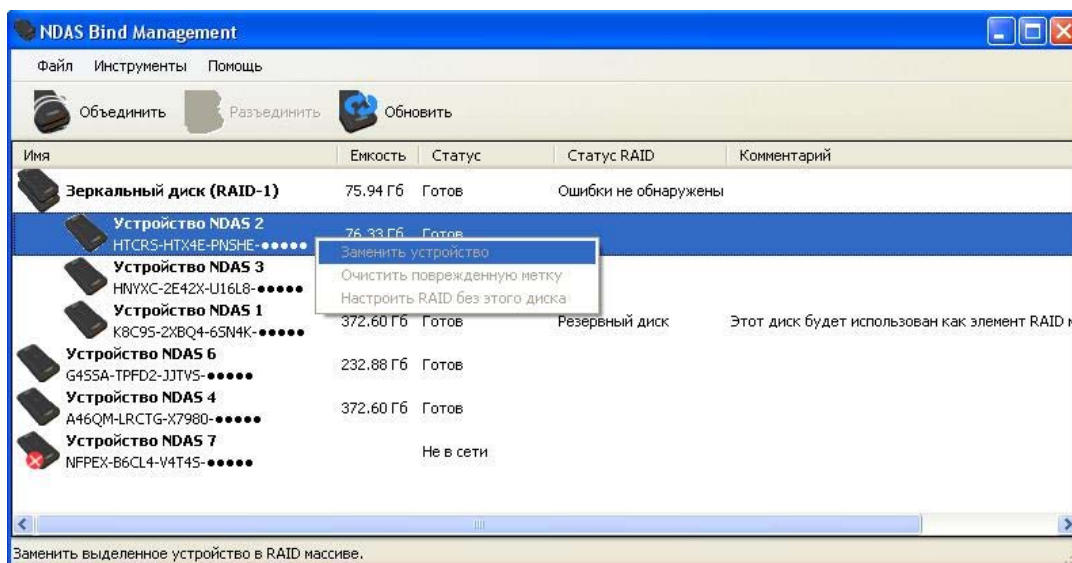 NDAS Bind Management
Файл Инструменты Помощь
Объединить Разъединить Обновить
Имя Емкость Статус Статус RAID Комментарий
Зеркальный диск (RAID-1) 75.94 Гб Готов Ошибки не обнаружены
Устройство NDAS 2 76.33 Гб Готов
HTCRS-HTX4E-PNSHE-●●●●●
Заменить устройство
Очистить поврежденную метку
Настроить RAID без этого диска
Устройство NDAS 3
HNYXC-2E42X-U16L8-●●●●●
Устройство NDAS 1 372.60 Гб Готов Резервный диск Этот диск будет использован как элемент RAID
K8C95-2XBQ4-6SN4K-●●●●●
Устройство NDAS 6 232.88 Гб Готов
G4SSA-TPFD2-JJTVS-●●●●●
Устройство NDAS 4 372.60 Гб Готов
A46QM-LRCTG-X7980-●●●●●
Устройство NDAS 7 Не в сети
NFPEX-B6CL4-V4T4S-●●●●●
Заменить выделенное устройство в RAID массиве.